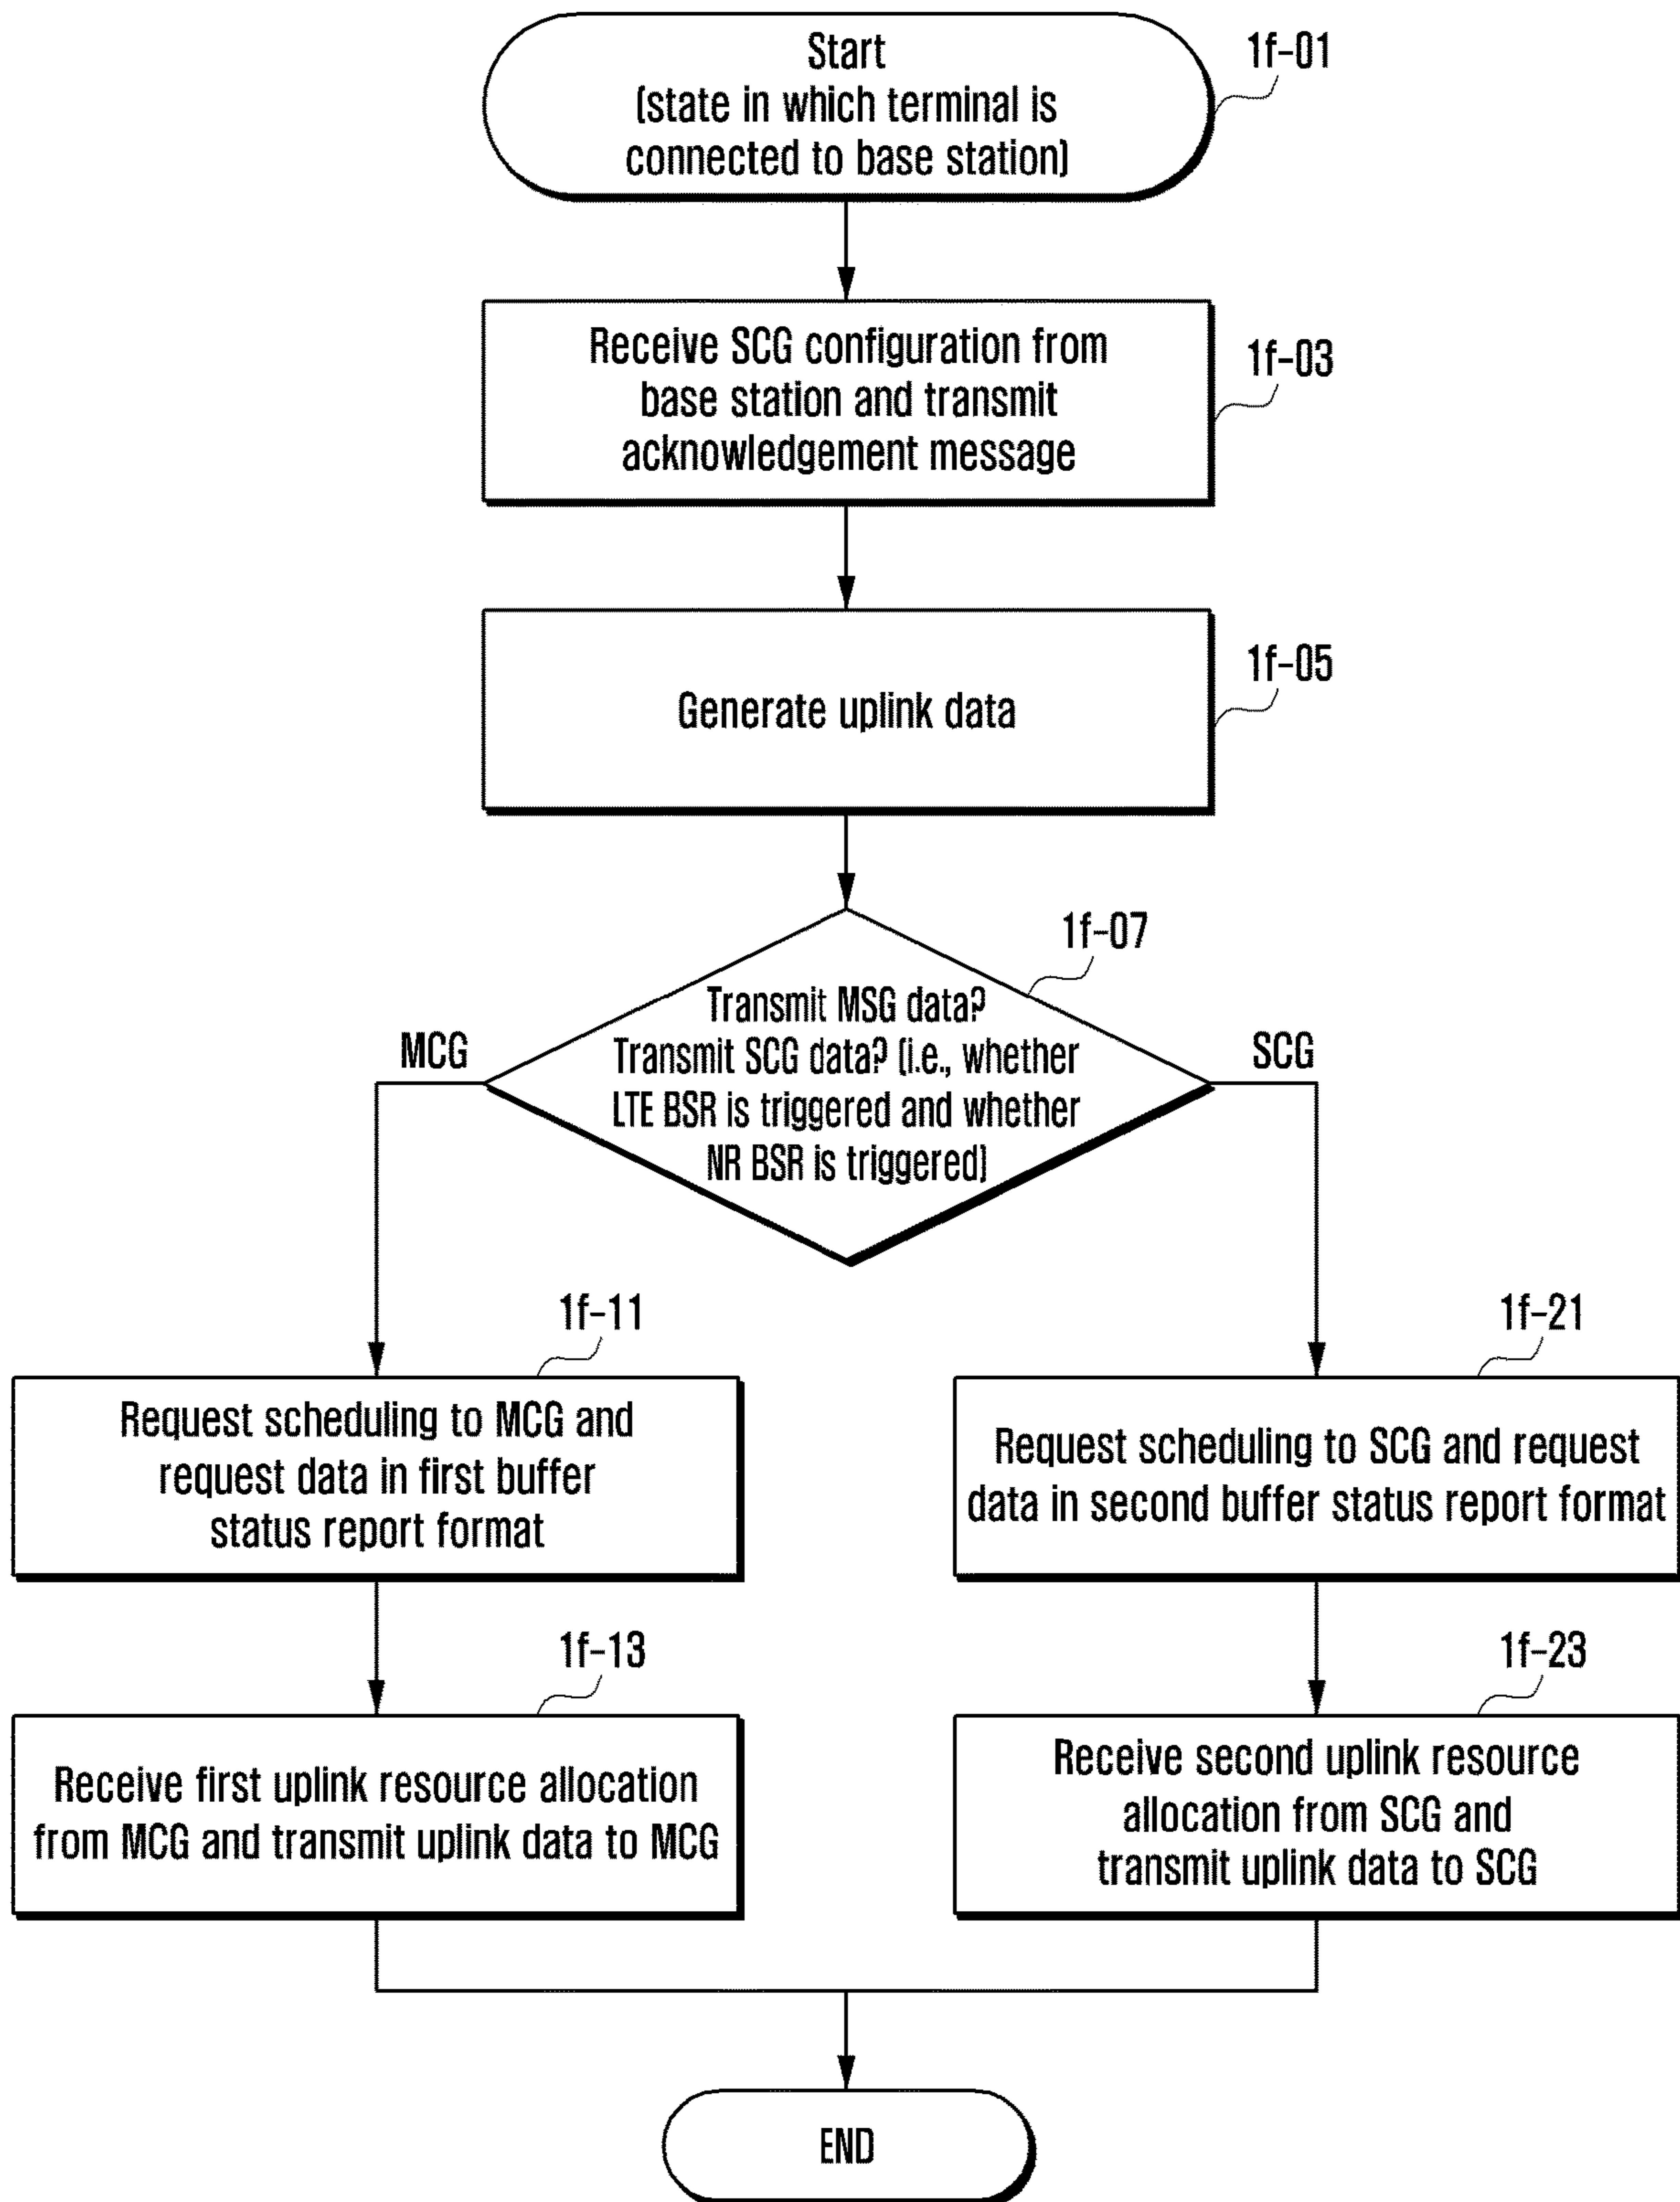 Start
(state in which terminal is
connected to base station)
1f-01
Receive SCG configuration from
base station and transmit
acknowledgement message
1f-03
Generate uplink data
1f-05
1f-07
Transmit MSG data?
Transmit SCG data? (i.e., whether
LTE BSR is triggered and whether
NR BSR is triggered)
MCG
SCG
1f-11
Request scheduling to MCG and
request data in first buffer
status report format
1f-21
Request scheduling to SCG and request
data in second buffer status report format
1f-13
Receive first uplink resource allocation
from MCG and transmit uplink data to MCG
1f-23
Receive second uplink resource
allocation from SCG and
transmit uplink data to SCG
END